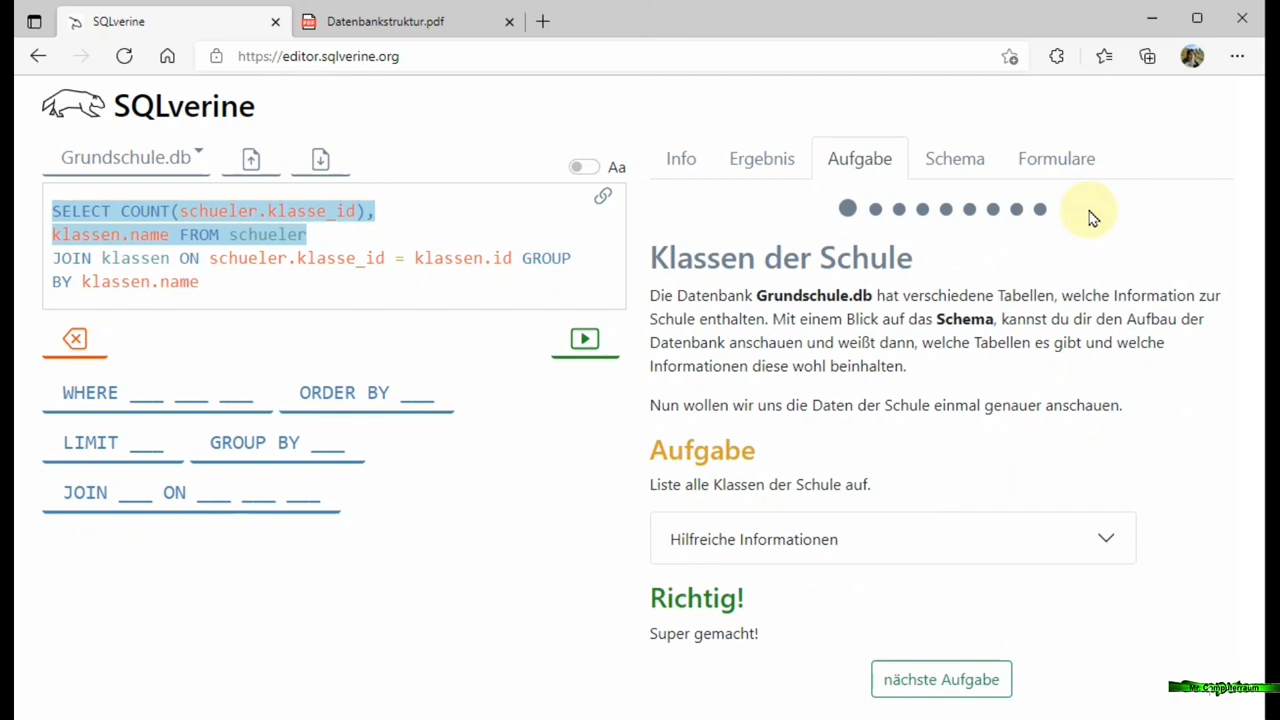 SQLverine
Datenbankstruktur.pdf
https://editor.sqlverine.org
SQLverine
Grundschule.db
Aa
SELECT COUNT(schueler.klasse_id),
klassen.name FROM schueler
JOIN klassen ON schueler.klasse_id = klassen.id GROUP
BY klassen.name
WHERE ___ ___ ___
ORDER BY ___
LIMIT ___
GROUP BY ___
JOIN ___ ON ___ ___ ___
Info
Ergebnis
Aufgabe
Schema
Formulare
Klassen der Schule
Die Datenbank Grundschule.db hat verschiedene Tabellen, welche Information zur
Schule enthalten. Mit einem Blick auf das Schema, kannst du dir den Aufbau der
Datenbank anschauen und weißt dann, welche Tabellen es gibt und welche
Informationen diese wohl beinhalten.
Nun wollen wir uns die Daten der Schule einmal genauer anschauen.
Aufgabe
Liste alle Klassen der Schule auf.
Hilfreiche Informationen
Richtig!
Super gemacht!
nächste Aufgabe
Mr. Computerraum